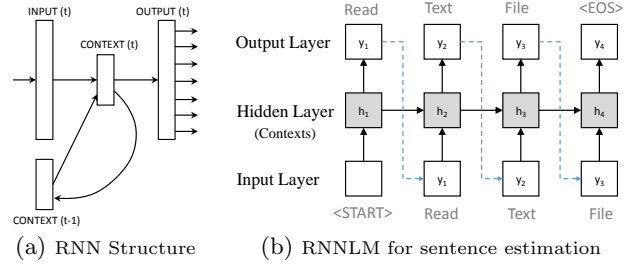 INPUT (t)
OUTPUT (t)
CONTEXT (t)
CONTEXT (t-1)
(a) RNN Structure
Read Text File <EOS>
Output Layer y1 y2 y3 y4
Hidden Layer h1 h2 h3 h4
(Contexts)
Input Layer y1 y2 y3
<START> Read Text File
(b) RNNLM for sentence estimation